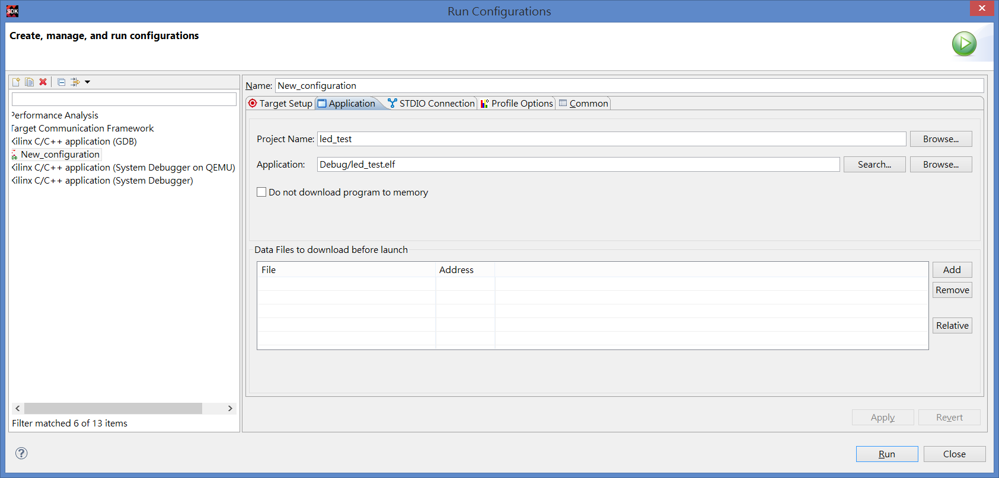 SDK
Run Configurations
Create, manage, and run configurations
Name: New_configuration
Target Setup Application STDIO Connection Profile Options Common
Performance Analysis
Target Communication Framework
Xilinx C/C++ application (GDB)
New_configuration
Xilinx C/C++ application (System Debugger on QEMU)
Xilinx C/C++ application (System Debugger)
Filter matched 6 of 13 items
Project Name: led_test Browse...
Application: Debug/led_test.elf Search... Browse...
Do not download program to memory
Data Files to download before launch
File Address
Add
Remove
Relative
Apply Revert
Run Close